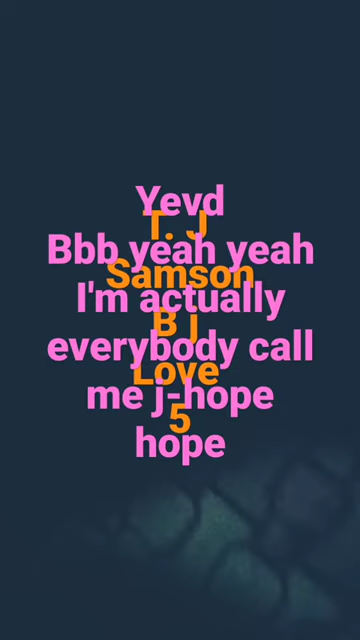 Yevd
T. J
Bbb yeah yeah
Samson
I'm actually
B j
everybody call
Love
me j-hope
5
hope